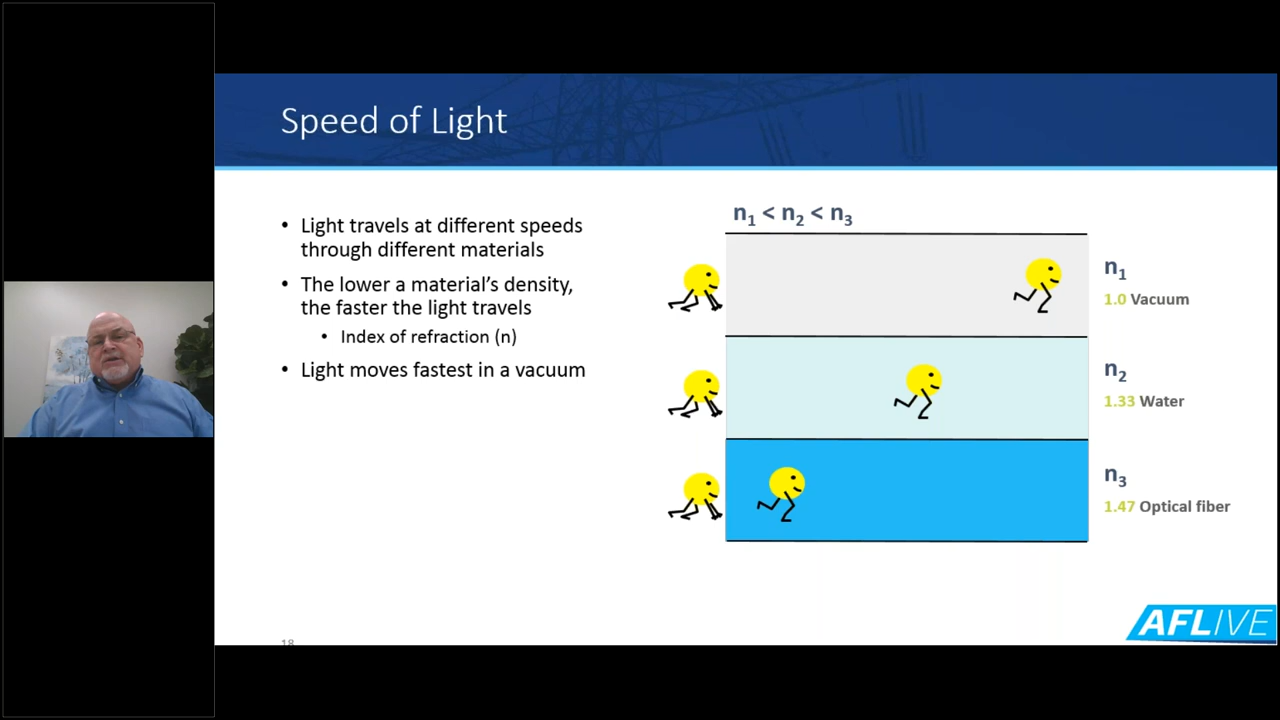 Speed of Light
• Light travels at different speeds
through different materials
• The lower a material's density,
the faster the light travels
• Index of refraction (n)
• Light moves fastest in a vacuum
n₁ < n₂ < n₃
n₁
1.0 Vacuum
n₂
1.33 Water
n₃
1.47 Optical fiber
18
AFLIVE